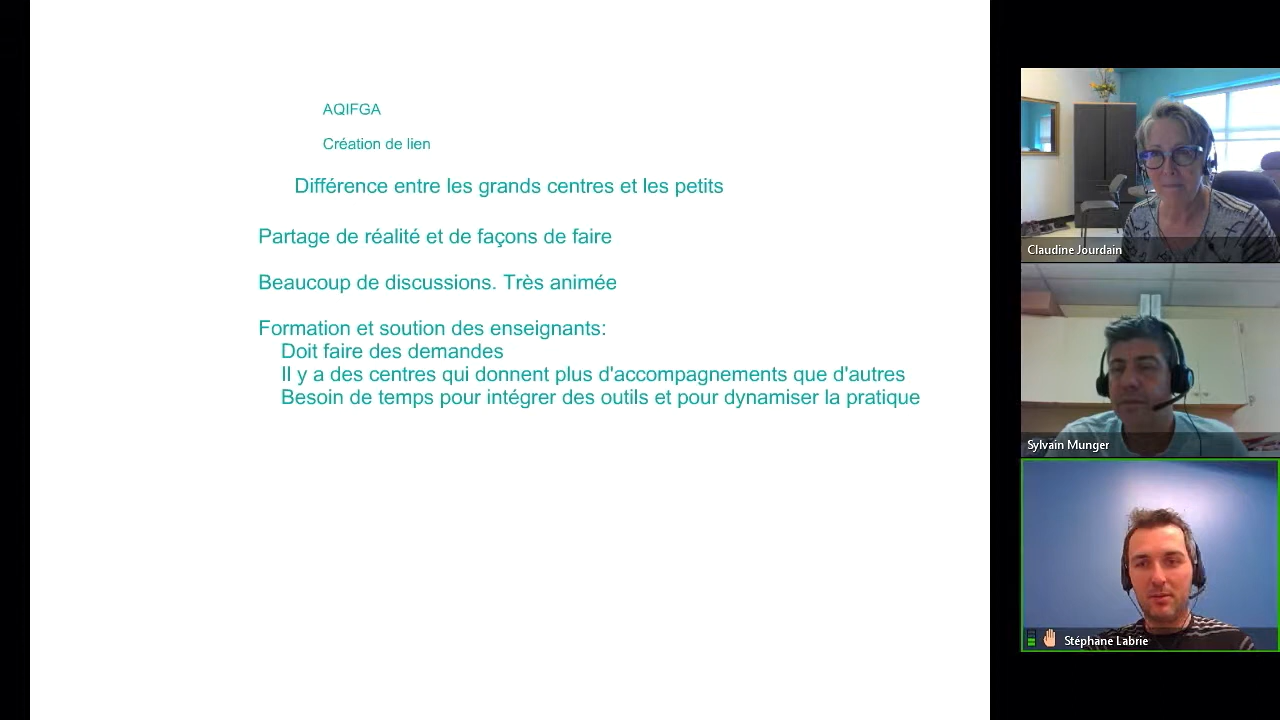 AQIFGA
Création de lien
Différence entre les grands centres et les petits
Partage de réalité et de façons de faire
Beaucoup de discussions. Très animée
Formation et soution des enseignants:
Doit faire des demandes
Il y a des centres qui donnent plus d'accompagnements que d'autres
Besoin de temps pour intégrer des outils et pour dynamiser la pratique
Claudine Jourdain
Sylvain Munger
Stéphane Labrie